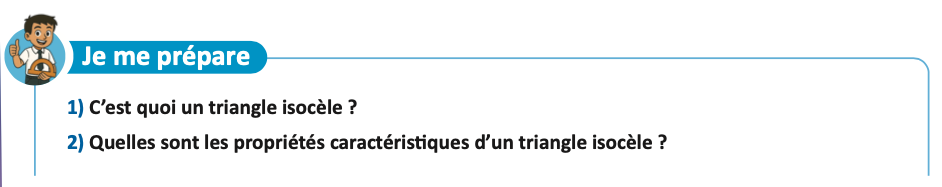 Je me prépare
1) C’est quoi un triangle isocèle ?
2) Quelles sont les propriétés caractéristiques d’un triangle isocèle ?